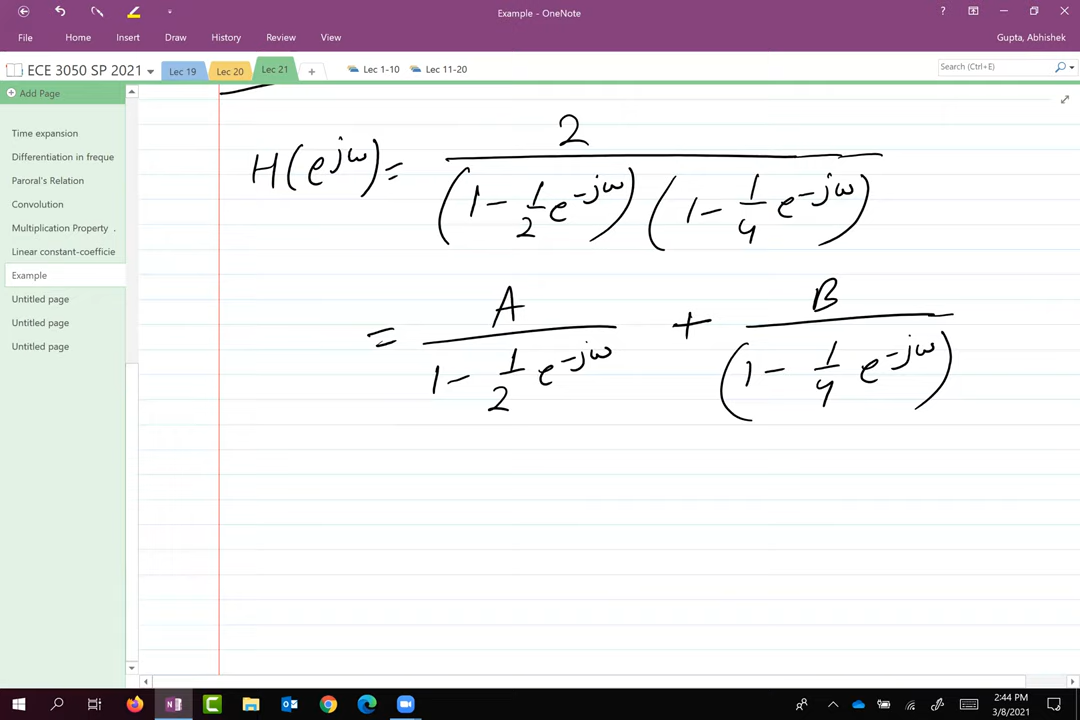 Example - OneNote
?
File Home Insert Draw History Review View
Gupta, Abhishek
ECE 3050 SP 2021
Lec 19 Lec 20 Lec 21 + Lec 1-10 Lec 11-20
Search (Ctrl+E)
Add Page
Time expansion
Differentiation in freque
Paroral's Relation
Convolution
Multiplication Property .
Linear constant-coefficie
Example
Untitled page
Untitled page
Untitled page
H(e^{jω}) = 2 / ((1 - 1/2 e^{-jω}) (1 - 1/4 e^{-jω}))
= A / (1 - 1/2 e^{-jω}) + B / (1 - 1/4 e^{-jω})
2:44 PM
3/8/2021